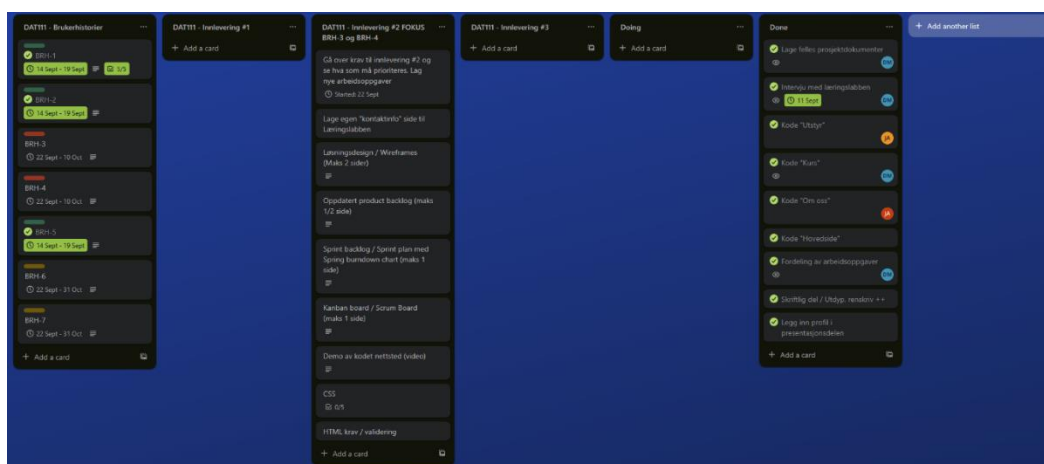 DAT111 - Brukerhistorier
BRH-1
14 Sept - 19 Sept
3/3
BRH-2
14 Sept - 19 Sept
BRH-3
22 Sept - 10 Oct
BRH-4
22 Sept - 10 Oct
BRH-5
14 Sept - 19 Sept
BRH-6
22 Sept - 31 Oct
BRH-7
22 Sept - 31 Oct
+ Add a card
DAT111 - Innlevering #1
+ Add a card
DAT111 - Innlevering #2 FOKUS
BRH-3 og BRH-4
Gå over krav til innlevering #2 og
se hva som må prioriteres. Lag
nye arbeidsoppgaver
Started: 22 Sept
Lage egen "kontaktinfo" side til
Læringslabben
Løsningsdesign / Wireframes
(Maks 2 sider)
Oppdatert product backlog (maks
1/2 side)
Sprint backlog / Sprint plan med
Spring burndown chart (maks 1
side)
Kanban board / Scrum Board
(maks 1 side)
Demo av kodet nettsted (video)
CSS
0/5
HTML krav / validering
+ Add a card
DAT111 - Innlevering #3
+ Add a card
Doing
+ Add a card
Done
Lage felles prosjektdokumenter
DM
Intervju med læringslabben
11 Sept
DM
Kode "Utstyr"
JA
Kode "Kurs"
DM
Kode "Om oss"
JA
Kode "Hovedside"
Fordeling av arbeidsoppgaver
DM
Skriftlig del / Utdyp. renskriv ++
Legg inn profil i
presentasjonsdelen
+ Add a card
+ Add another list